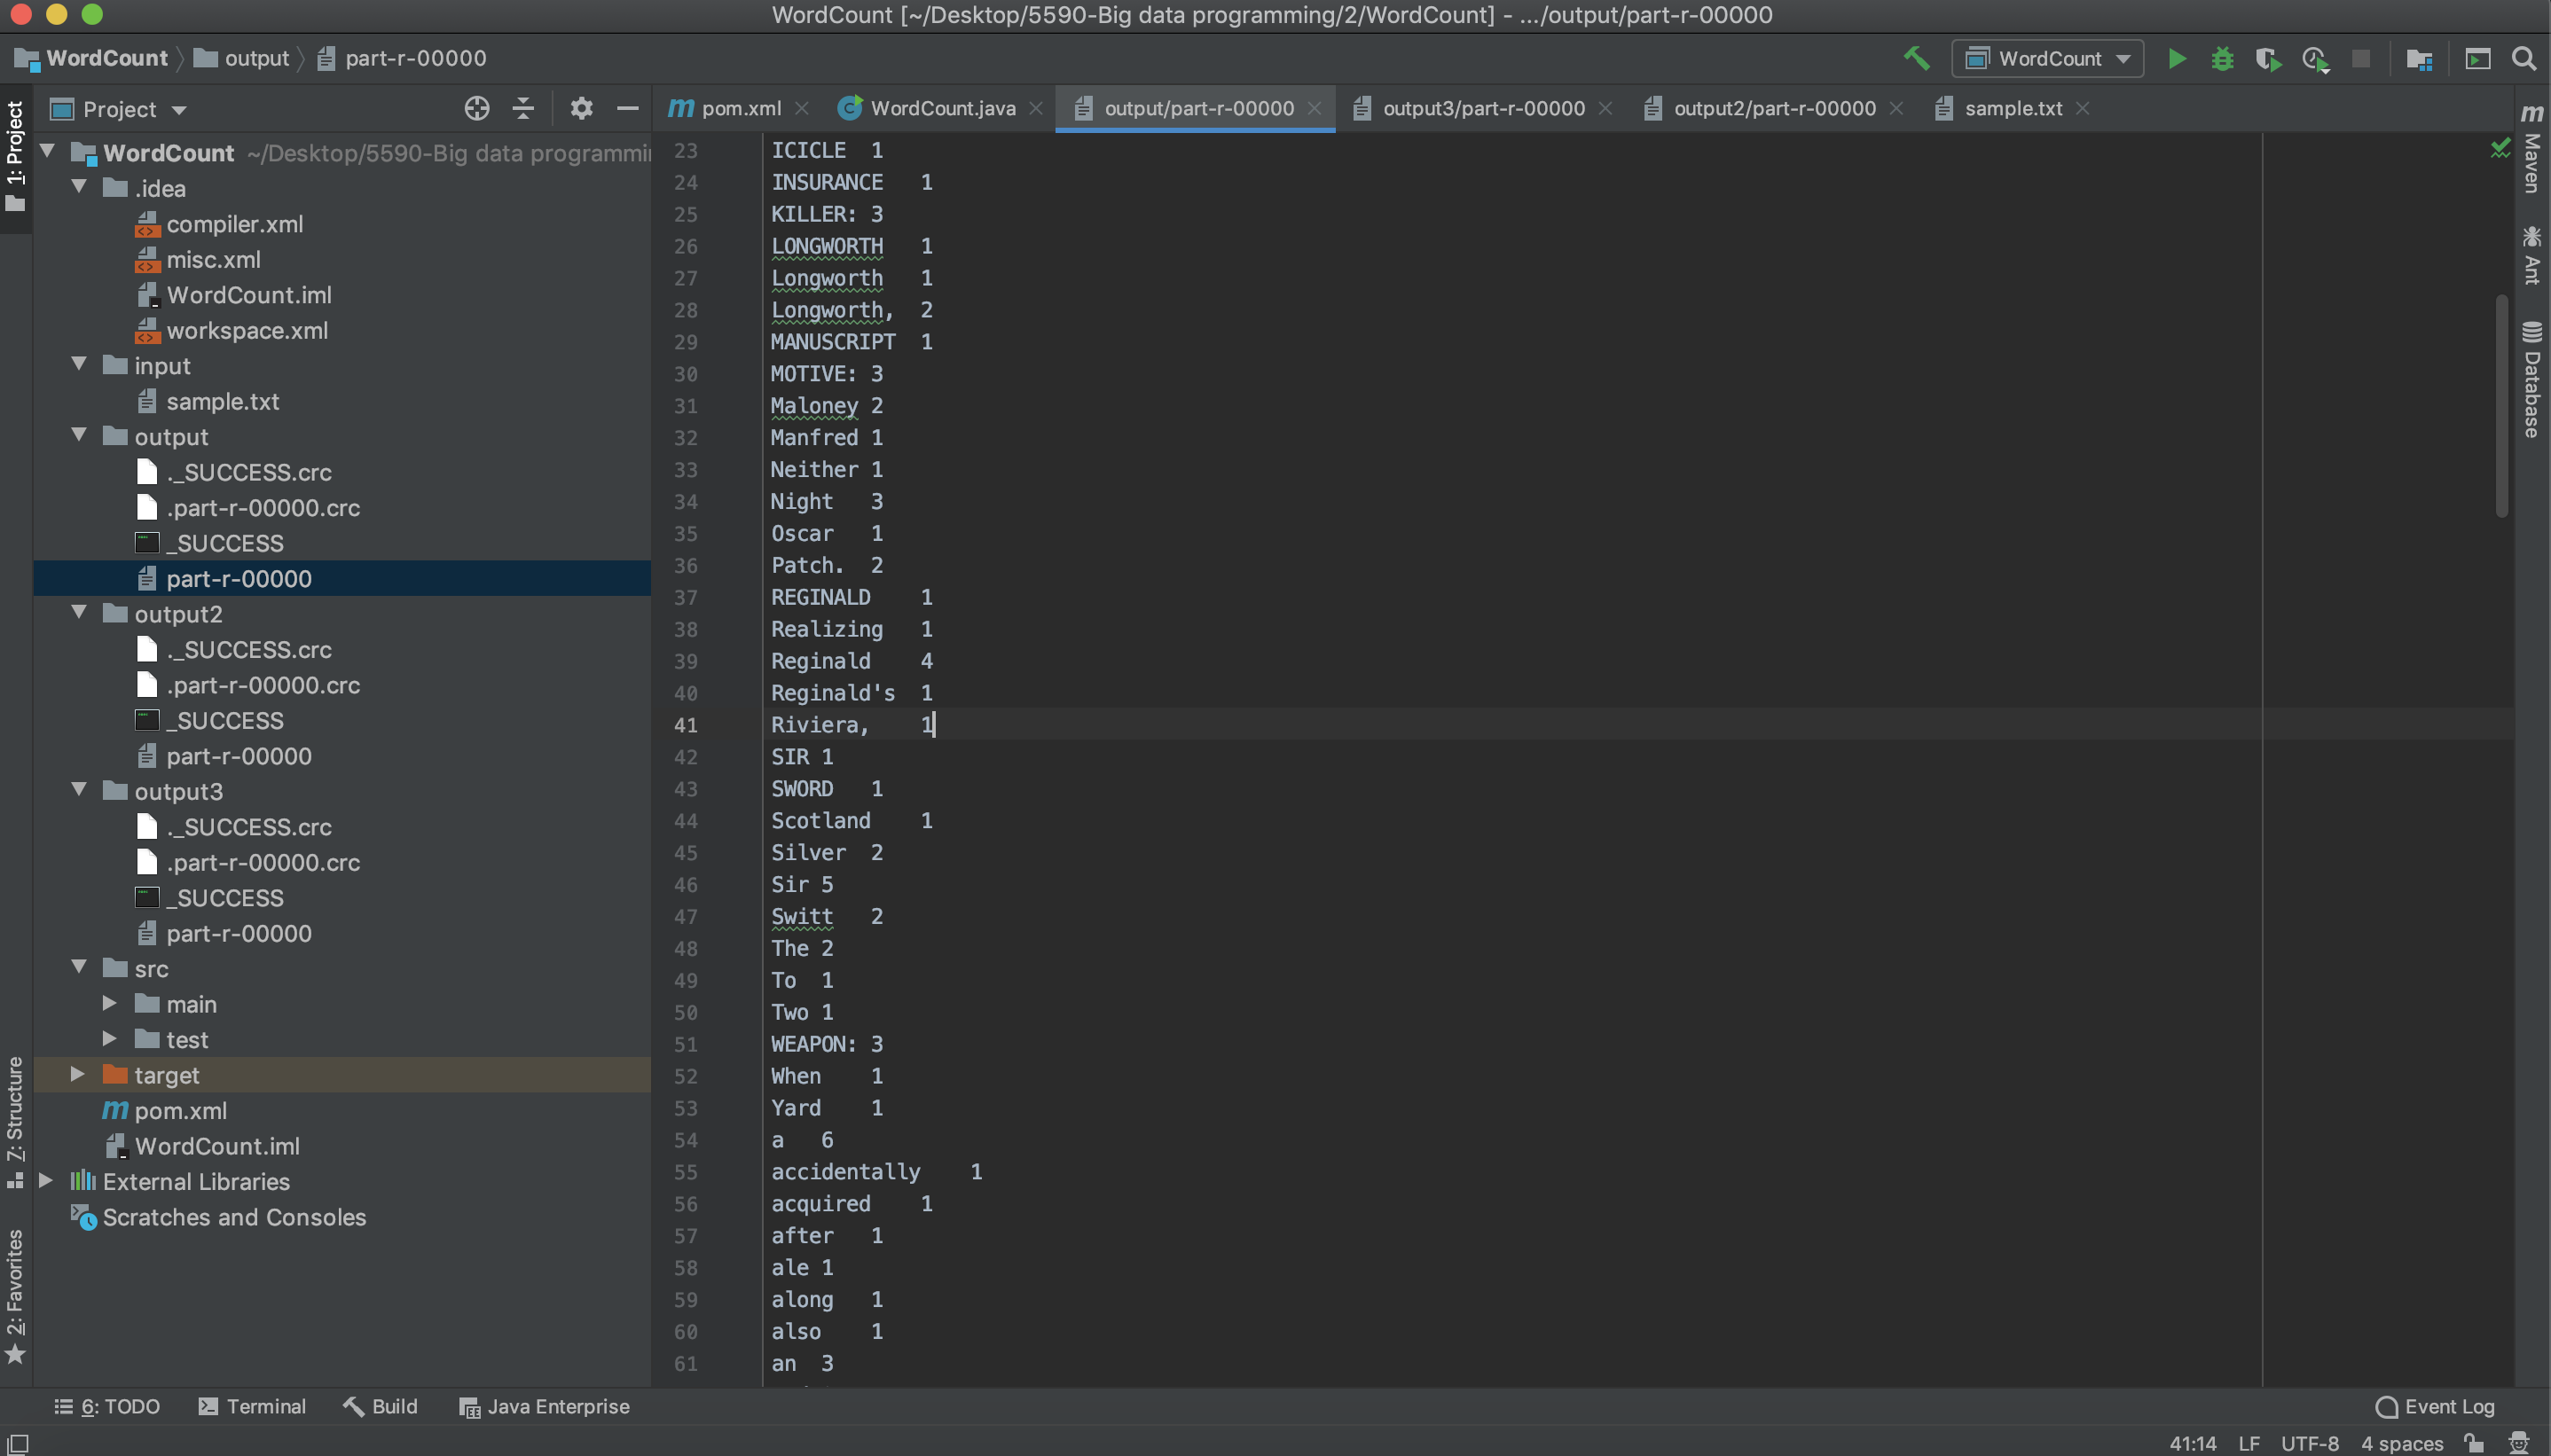 WordCount [~/Desktop/5590-Big data programming/2/WordCount] - .../output/part-r-00000
WordCount output part-r-00000 WordCount
Project
pom.xml WordCount.java output/part-r-00000 output3/part-r-00000 output2/part-r-00000 sample.txt
1: Project
Z: Structure
2: Favorites
WordCount ~/Desktop/5590-Big data programmi
.idea
compiler.xml
misc.xml
WordCount.iml
workspace.xml
input
sample.txt
output
._SUCCESS.crc
.part-r-00000.crc
_SUCCESS
part-r-00000
output2
._SUCCESS.crc
.part-r-00000.crc
_SUCCESS
part-r-00000
output3
._SUCCESS.crc
.part-r-00000.crc
_SUCCESS
part-r-00000
src
main
test
target
pom.xml
WordCount.iml
External Libraries
Scratches and Consoles
23 ICICLE 1
24 INSURANCE 1
25 KILLER: 3
26 LONGWORTH 1
27 Longworth 1
28 Longworth, 2
29 MANUSCRIPT 1
30 MOTIVE: 3
31 Maloney 2
32 Manfred 1
33 Neither 1
34 Night 3
35 Oscar 1
36 Patch. 2
37 REGINALD 1
38 Realizing 1
39 Reginald 4
40 Reginald's 1
41 Riviera, 1
42 SIR 1
43 SWORD 1
44 Scotland 1
45 Silver 2
46 Sir 5
47 Switt 2
48 The 2
49 To 1
50 Two 1
51 WEAPON: 3
52 When 1
53 Yard 1
54 a 6
55 accidentally 1
56 acquired 1
57 after 1
58 ale 1
59 along 1
60 also 1
61 an 3
Maven
Ant
Database
6: TODO Terminal Build Java Enterprise Event Log
41:14 LF UTF-8 4 spaces